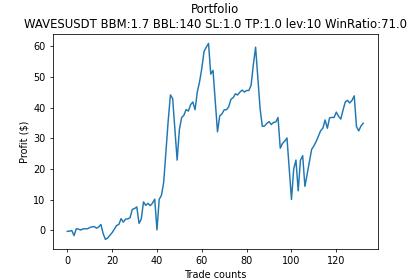 Portfolio
WAVESUSDT BBM:1.7 BBL:140 SL:1.0 TP:1.0 lev:10 WinRatio:71.0
60
50
40
30
20
10
0
Profit ($)
0 20 40 60 80 100 120
Trade counts